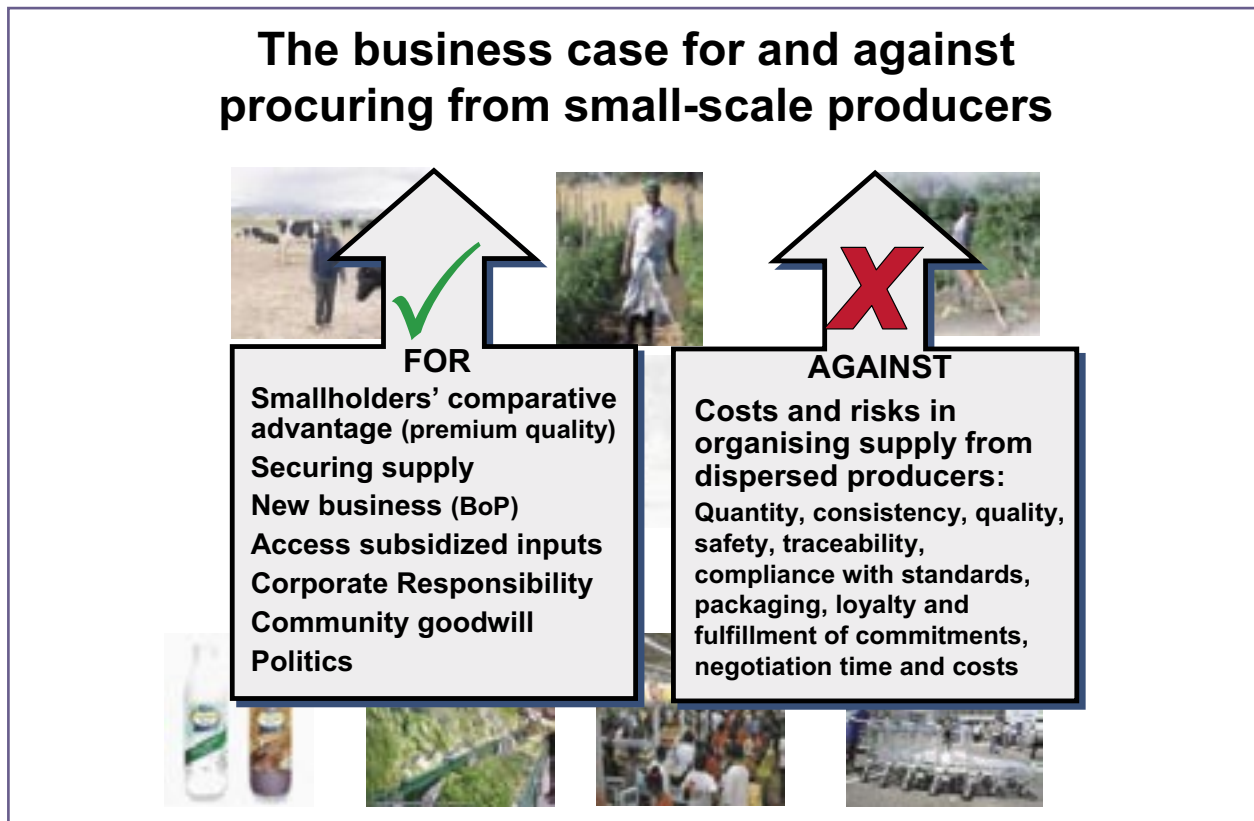 The business case for and against
procuring from small-scale producers
FOR
Smallholders’ comparative
advantage (premium quality)
Securing supply
New business (BoP)
Access subsidized inputs
Corporate Responsibility
Community goodwill
Politics
AGAINST
Costs and risks in
organising supply from
dispersed producers:
Quantity, consistency, quality,
safety, traceability,
compliance with standards,
packaging, loyalty and
fulfillment of commitments,
negotiation time and costs